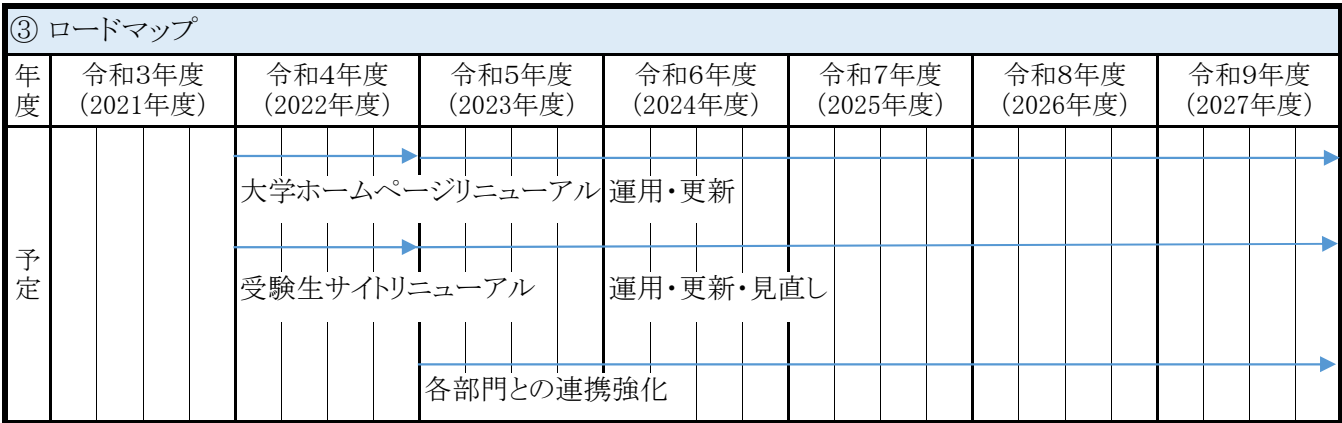 ③ ロードマップ
年度
令和3年度
(2021年度)
令和4年度
(2022年度)
令和5年度
(2023年度)
令和6年度
(2024年度)
令和7年度
(2025年度)
令和8年度
(2026年度)
令和9年度
(2027年度)
予定
大学ホームページリニューアル
運用・更新
受験生サイトリニューアル
運用・更新・見直し
各部門との連携強化